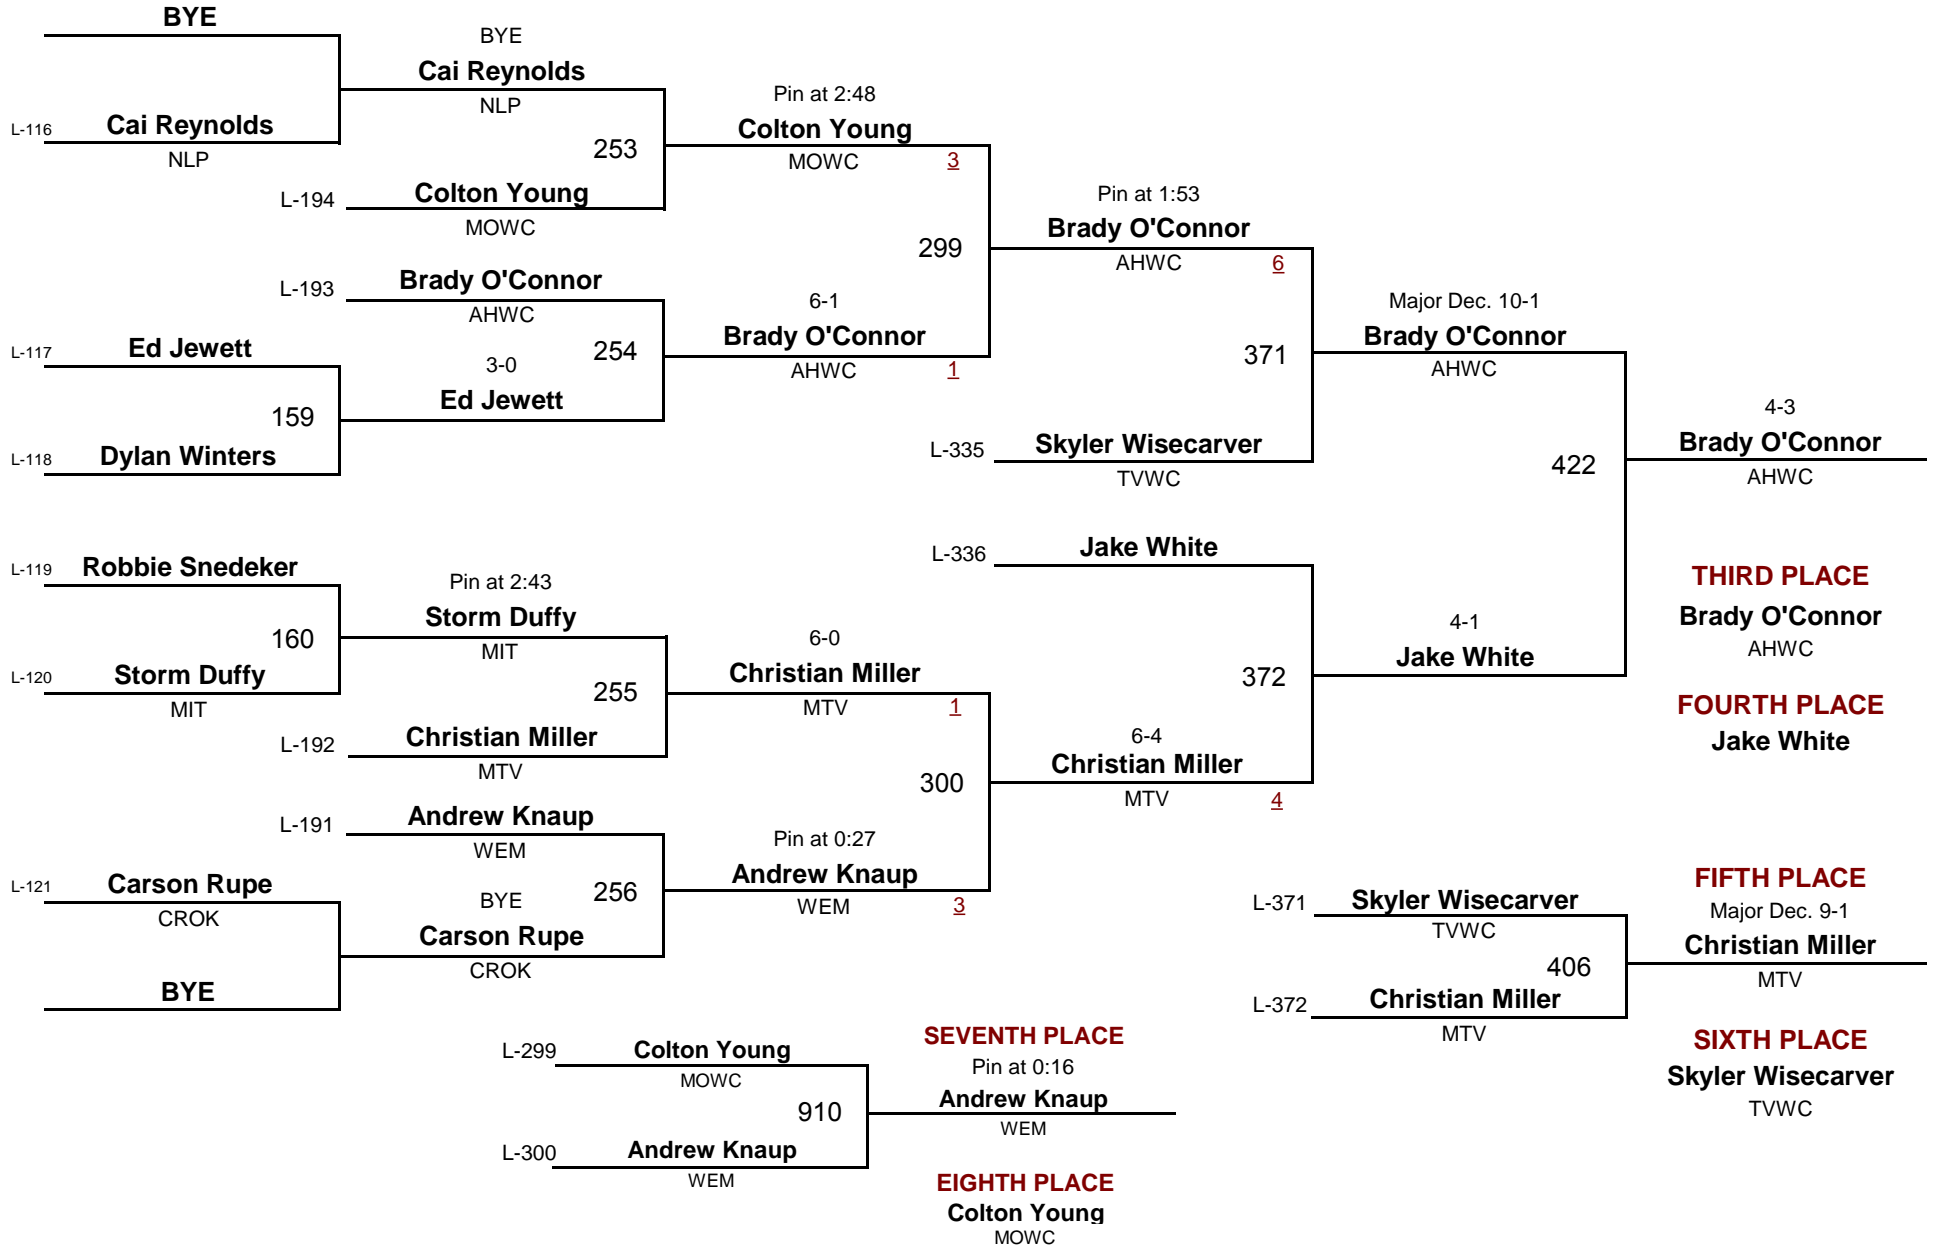 BYE
L-116 Cai Reynolds
NLP
BYE
Cai Reynolds
NLP
253
L-194 Colton Young
MOWC
Pin at 2:48
Colton Young
MOWC 3
L-193 Brady O'Connor
AHWC
L-117 Ed Jewett
159
L-118 Dylan Winters
3-0
Ed Jewett
254
6-1
Brady O'Connor
AHWC 1
299
Pin at 1:53
Brady O'Connor
AHWC 6
371
L-335 Skyler Wisecarver
TVWC
Major Dec. 10-1
Brady O'Connor
AHWC
422
4-3
Brady O'Connor
AHWC
L-119 Robbie Snedeker
160
L-120 Storm Duffy
MIT
Pin at 2:43
Storm Duffy
MIT
255
L-192 Christian Miller
MTV
6-0
Christian Miller
MTV 1
L-191 Andrew Knaup
WEM
L-121 Carson Rupe
CROK
BYE
BYE
Carson Rupe
CROK
256
Pin at 0:27
Andrew Knaup
WEM 3
300
6-4
Christian Miller
MTV 4
L-336 Jake White
372
4-1
Jake White
THIRD PLACE
Brady O'Connor
AHWC
FOURTH PLACE
Jake White
L-371 Skyler Wisecarver
TVWC
406
L-372 Christian Miller
MTV
FIFTH PLACE
Major Dec. 9-1
Christian Miller
MTV
SIXTH PLACE
Skyler Wisecarver
TVWC
L-299 Colton Young
MOWC
910
L-300 Andrew Knaup
WEM
SEVENTH PLACE
Pin at 0:16
Andrew Knaup
WEM
EIGHTH PLACE
Colton Young
MOWC